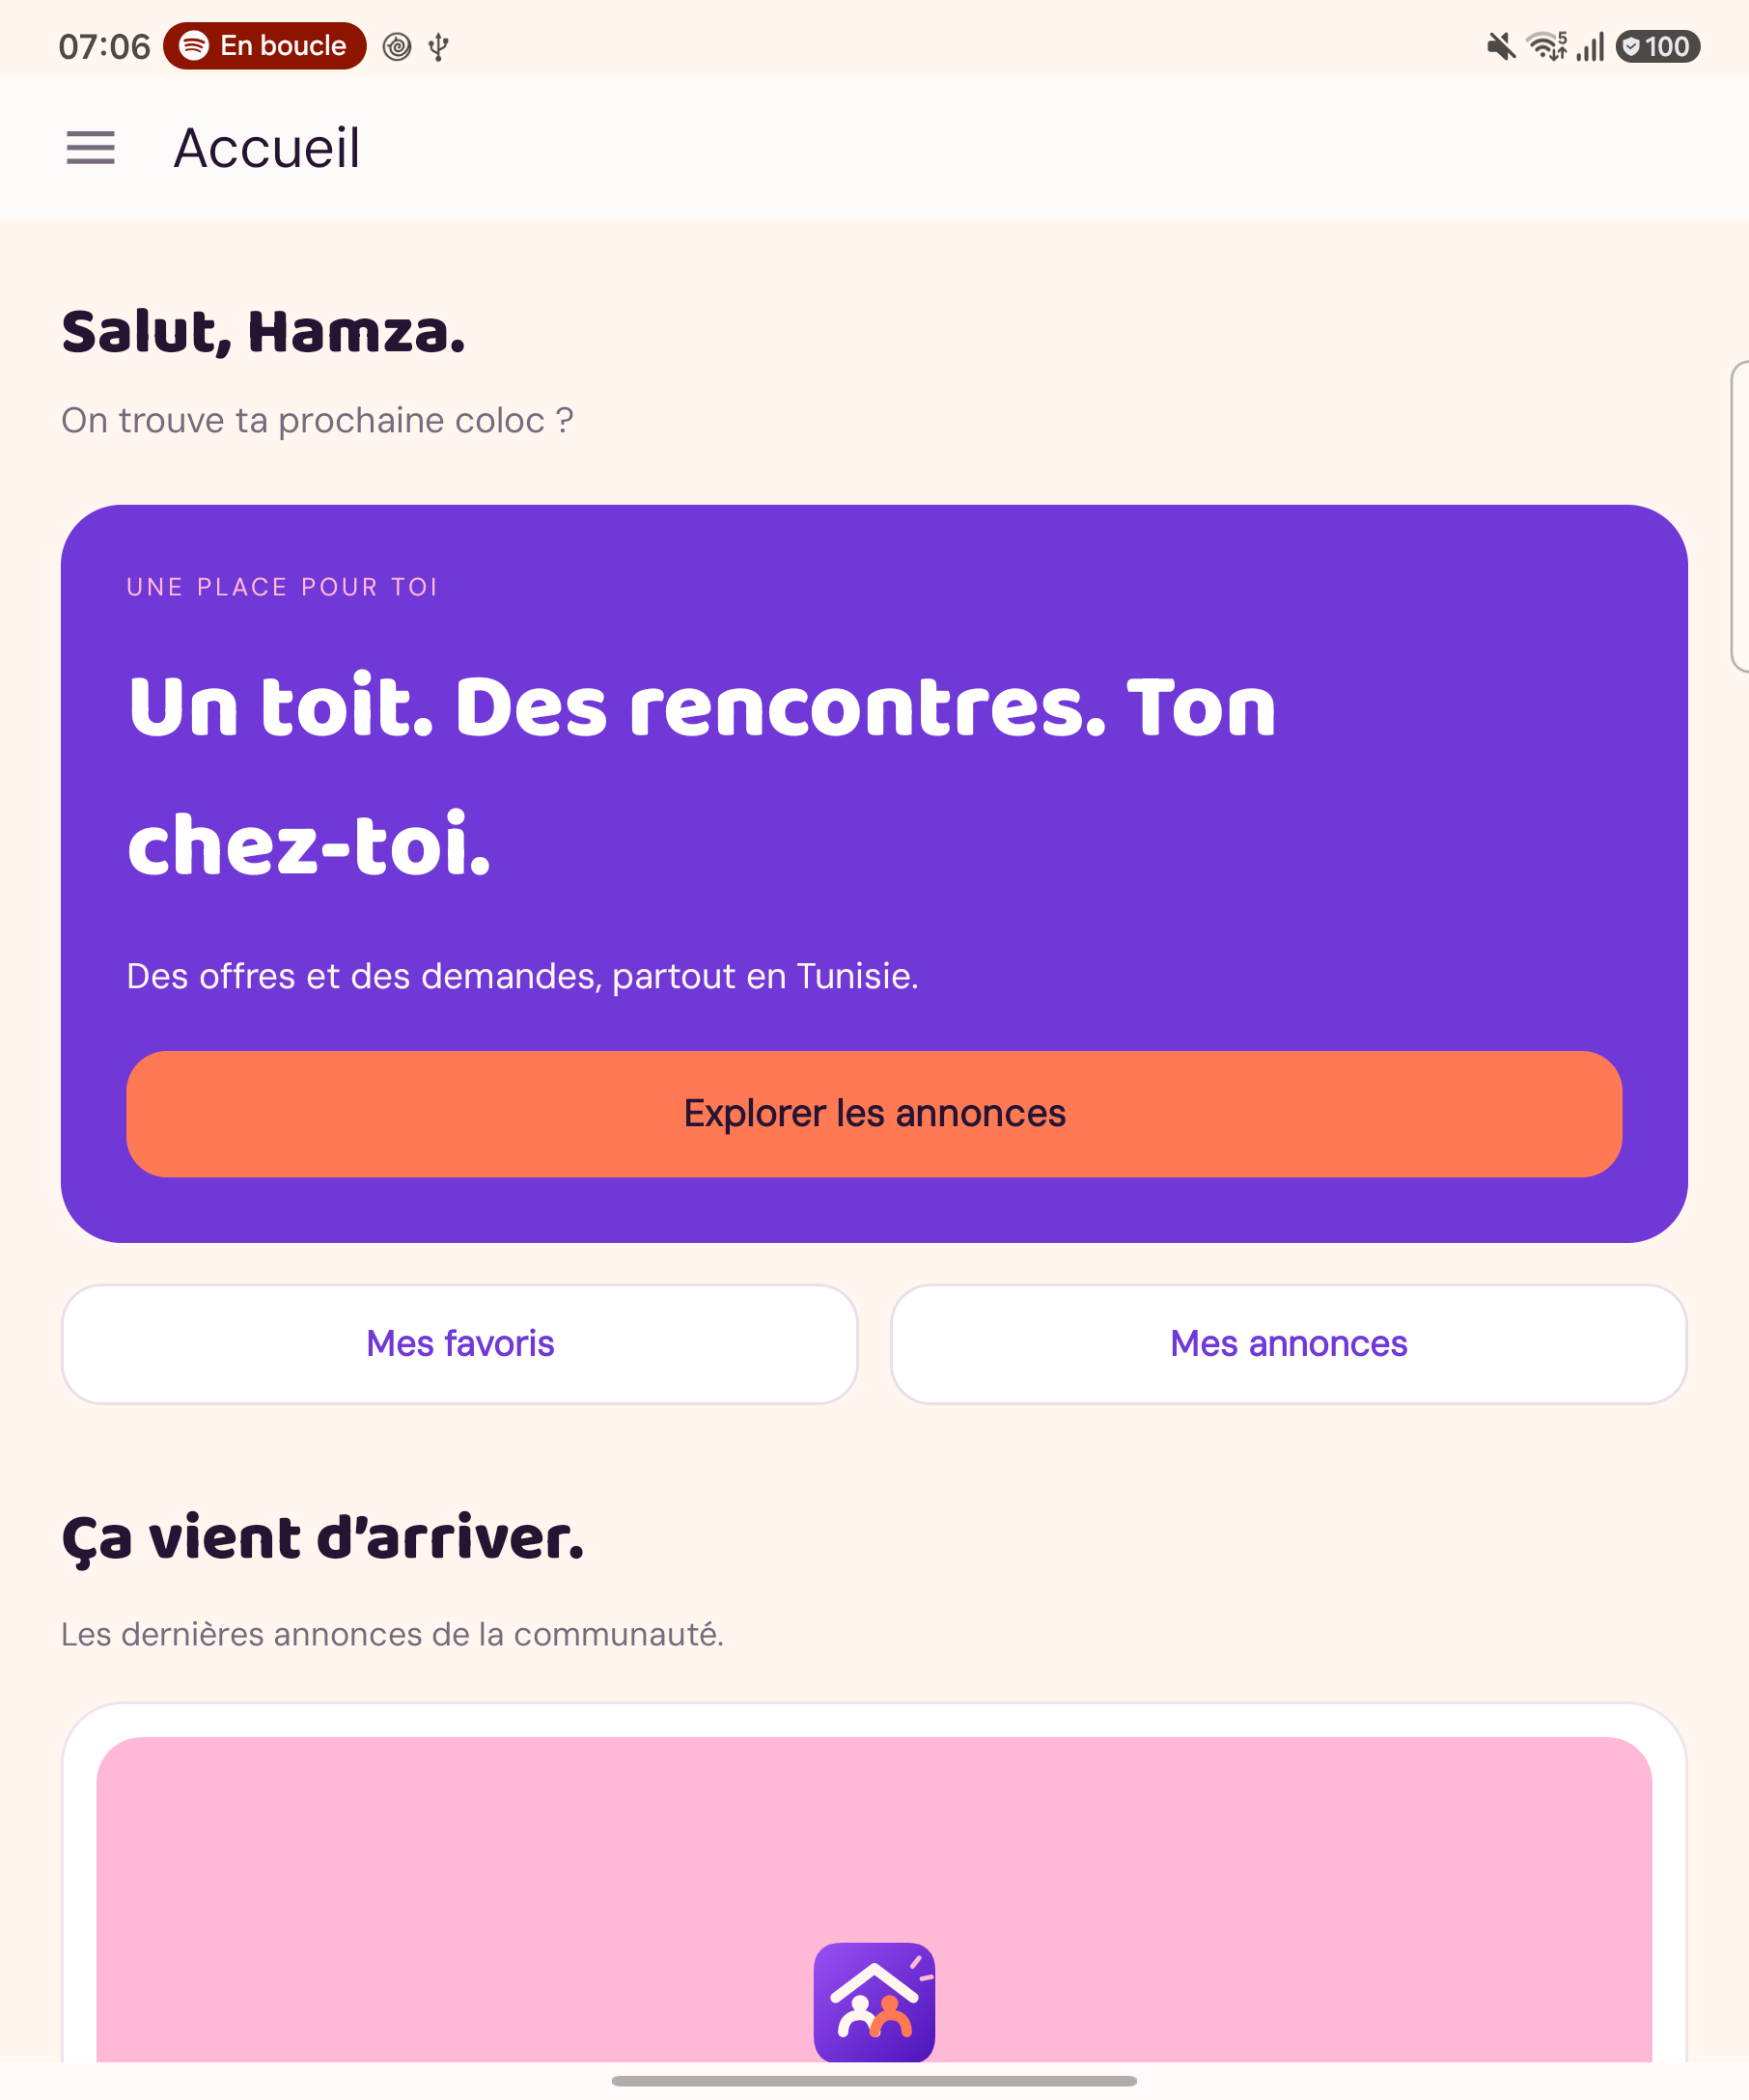 07:06 En boucle 5 100
Accueil
Salut, Hamza.
On trouve ta prochaine coloc ?
UNE PLACE POUR TOI
Un toit. Des rencontres. Ton
chez-toi.
Des offres et des demandes, partout en Tunisie.
Explorer les annonces
Mes favoris
Mes annonces
Ça vient d’arriver.
Les dernières annonces de la communauté.